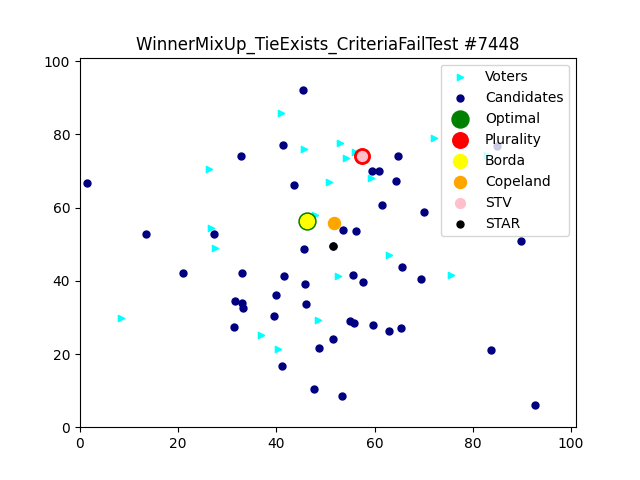 WinnerMixUp_TieExists_CriteriaFailTest #7448
100
80
60
40
20
0
0 20 40 60 80 100
Voters
Candidates
Optimal
Plurality
Borda
Copeland
STV
STAR